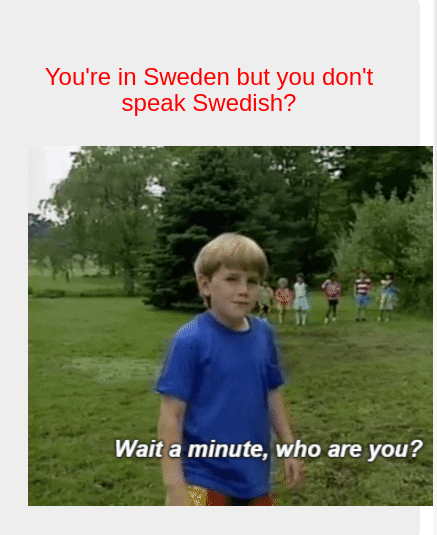 You're in Sweden but you don't
speak Swedish?
Wait a minute, who are you?